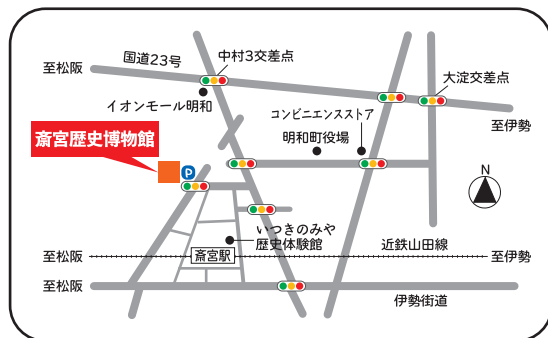 国道23号
中村3交差点
至松阪
大淀交差点
イオンモール明和
コンビニエンスストア
至伊勢
斎宮歴史博物館
明和町役場
P
N
いつきのみや
歴史体験館
近鉄山田線
至松阪
斎宮駅
至伊勢
至松阪
伊勢街道